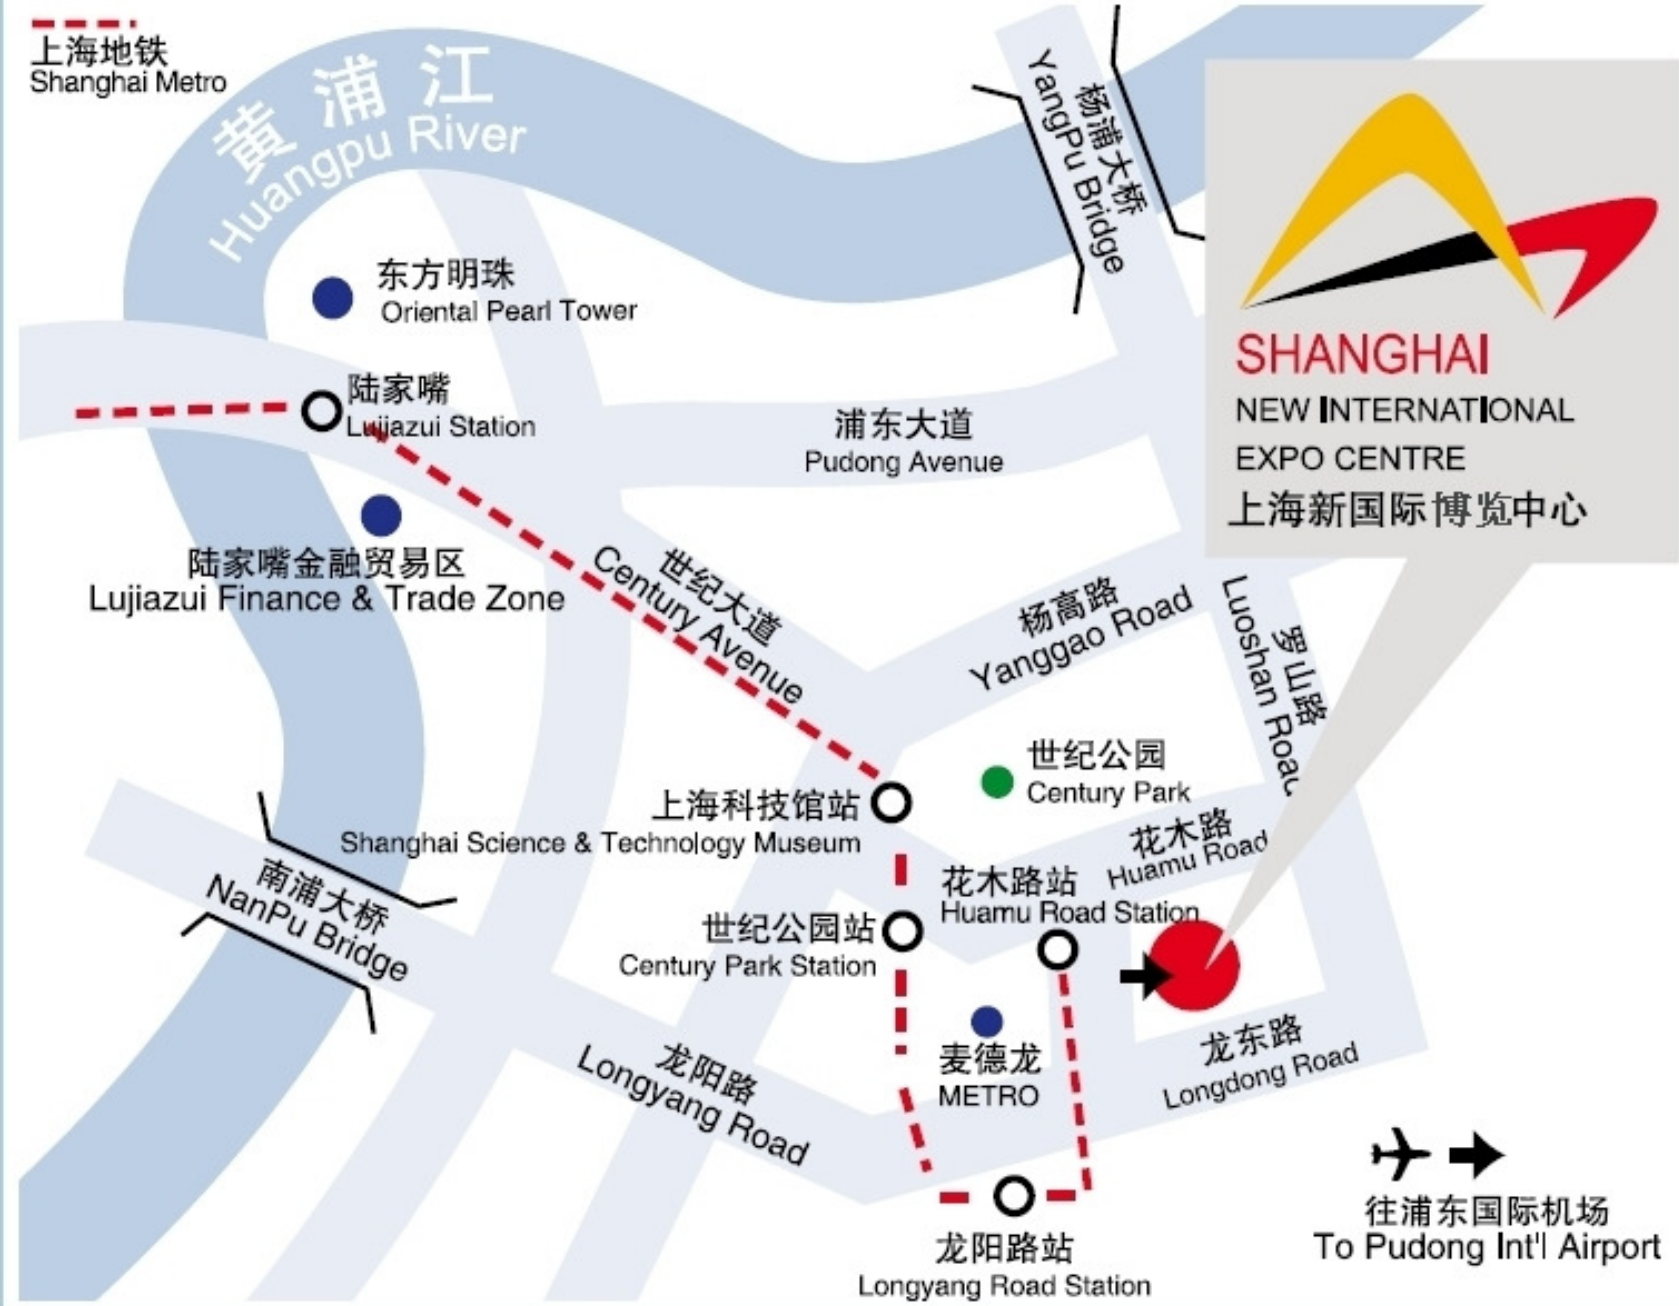 上海地铁
Shanghai Metro
黄浦江
Huangpu River
杨浦大桥
YangPu Bridge
东方明珠
Oriental Pearl Tower
陆家嘴
Lujiazui Station
浦东大道
Pudong Avenue
SHANGHAI
NEW INTERNATIONAL
EXPO CENTRE
上海新国际博览中心
陆家嘴金融贸易区
Lujiazui Finance & Trade Zone
世纪大道
Century Avenue
杨高路
Yanggao Road
罗山路
Luoshan Road
世纪公园
Century Park
上海科技馆站
Shanghai Science & Technology Museum
花木路
Huamu Road
南浦大桥
NanPu Bridge
花木路站
Huamu Road Station
世纪公园站
Century Park Station
麦德龙
METRO
龙东路
Longdong Road
龙阳路
Longyang Road
龙阳路站
Longyang Road Station
往浦东国际机场
To Pudong Int'l Airport